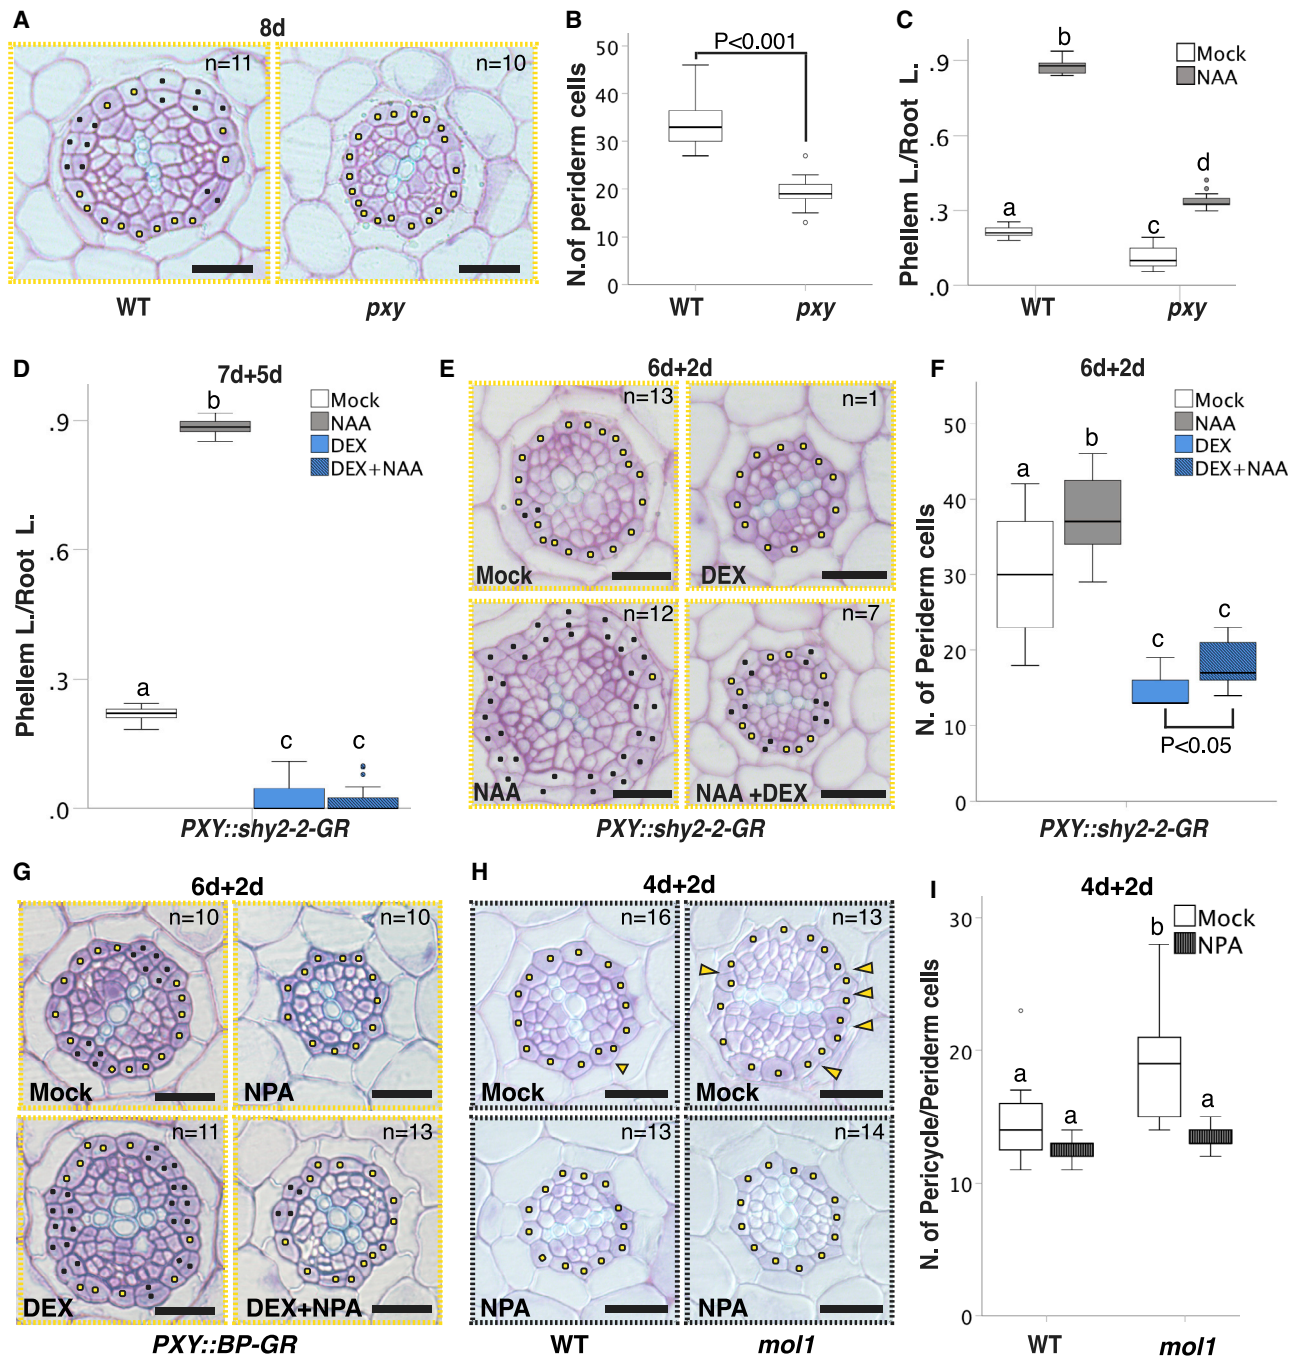 A
8d
n=11
n=10
WT
pxy
B
N.of periderm cells
50
40
30
20
10
0
P<0.001
WT
pxy
C
Phellem L./Root L.
.9
.6
.3
.0
a
b
c
d
Mock
NAA
WT
pxy
D
7d+5d
Phellem L./Root L.
.9
.6
.3
.0
a
b
c
c
Mock
NAA
DEX
DEX+NAA
PXY::shy2-2-GR
E
6d+2d
n=13
Mock
n=1
DEX
n=12
NAA
n=7
NAA +DEX
PXY::shy2-2-GR
F
6d+2d
N. of Periderm cells
50
40
30
20
10
0
a
b
c
c
P<0.05
Mock
NAA
DEX
DEX+NAA
PXY::shy2-2-GR
G
6d+2d
n=10
Mock
n=10
NPA
n=11
DEX
n=13
DEX+NPA
PXY::BP-GR
H
4d+2d
n=16
Mock
n=13
Mock
n=13
NPA
n=14
NPA
WT
mol1
I
4d+2d
N. of Pericycle/Periderm cells
30
20
10
0
a
a
b
a
Mock
NPA
WT
mol1